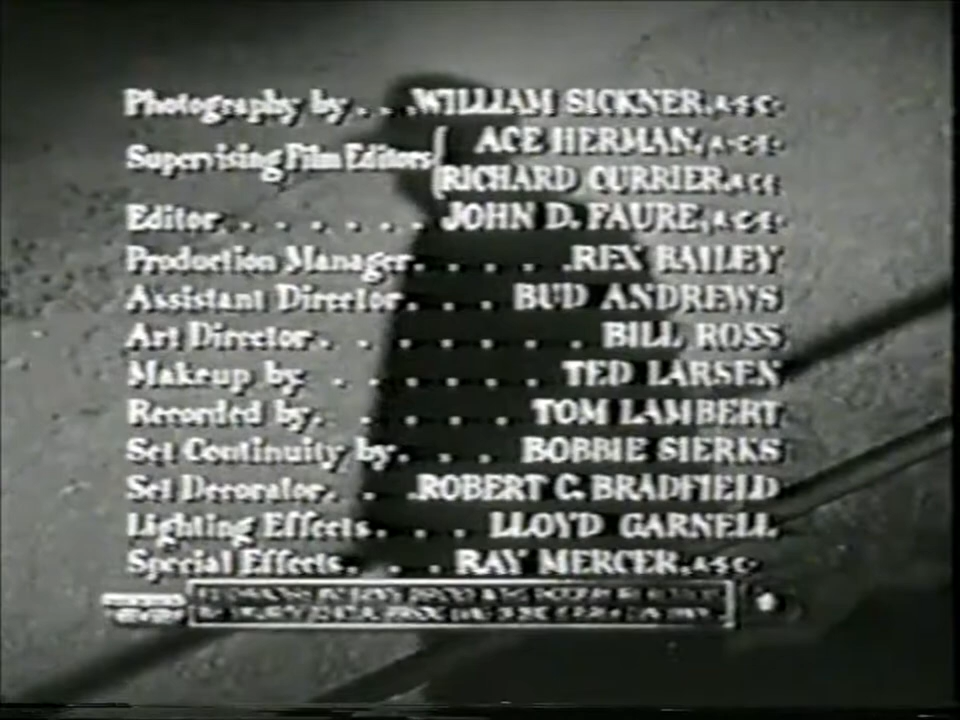 Photography by . . . WILLIAM SICKNER, A·S·C·
Supervising Film Editors { ACE HERMAN, A·C·E·
RICHARD CURRIER, A·C·E·
Editor . . . . . . JOHN D. FAURE, A·C·E·
Production Manager . . . . . REX BAILEY
Assistant Director . . . BUD ANDREWS
Art Director . . . . . . . BILL ROSS
Makeup by . . . . . . TED LARSEN
Recorded by . . . . . TOM LAMBERT
Set Continuity by . . . BOBBIE SIERKS
Set Decorator . . . ROBERT C. BRADFIELD
Lighting Effects . . . LLOYD GARNELL
Special Effects . . . RAY MERCER, A·S·C·